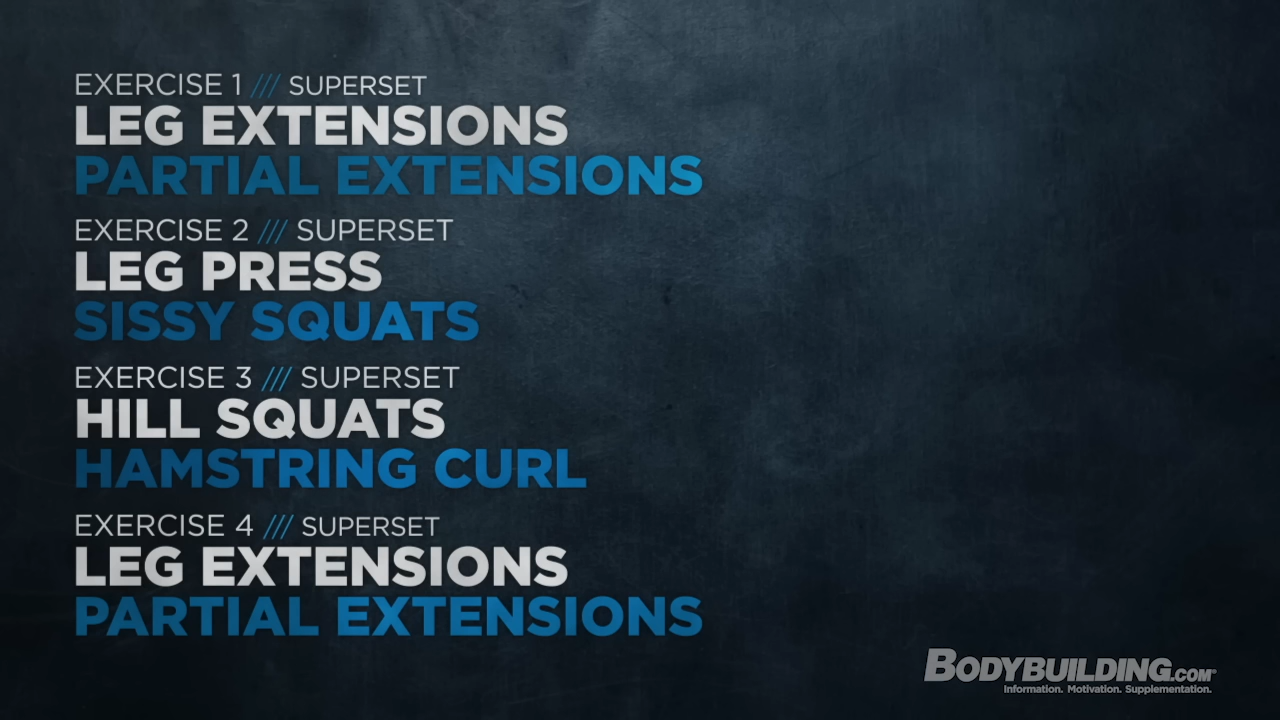 EXERCISE 1 /// SUPERSET
LEG EXTENSIONS
PARTIAL EXTENSIONS
EXERCISE 2 /// SUPERSET
LEG PRESS
SISSY SQUATS
EXERCISE 3 /// SUPERSET
HILL SQUATS
HAMSTRING CURL
EXERCISE 4 /// SUPERSET
LEG EXTENSIONS
PARTIAL EXTENSIONS
BODYBUILDING.COM
Information. Motivation. Supplementation.